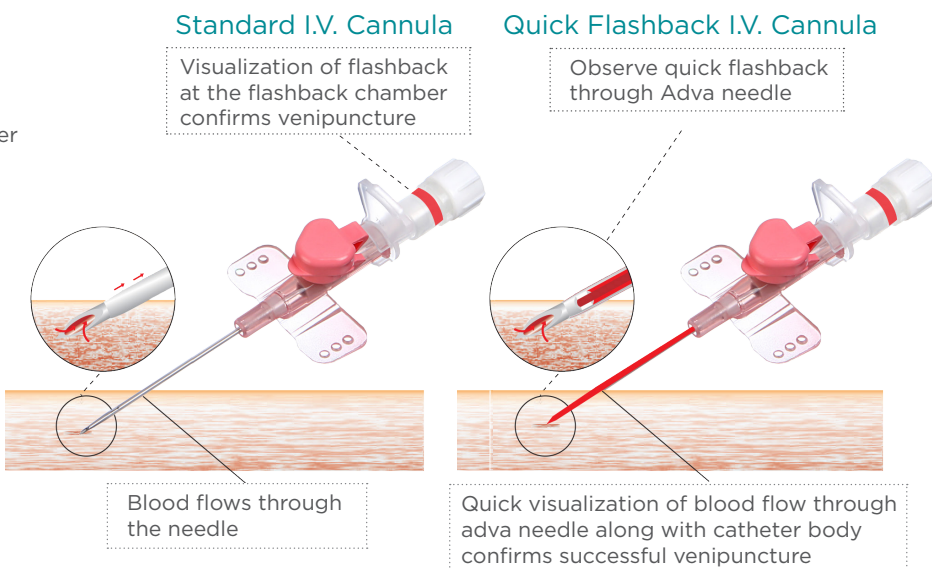 Standard I.V. Cannula
Visualization of flashback
at the flashback chamber
confirms venipuncture
Quick Flashback I.V. Cannula
Observe quick flashback
through Adva needle
er
Blood flows through
the needle
Quick visualization of blood flow through
adva needle along with catheter body
confirms successful venipuncture